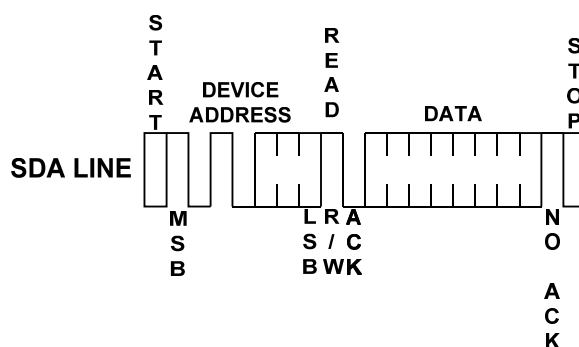 START
READ
STOP
DEVICE
ADDRESS
DATA
SDA LINE
MSB
LSB
R/W
ACK
NO ACK